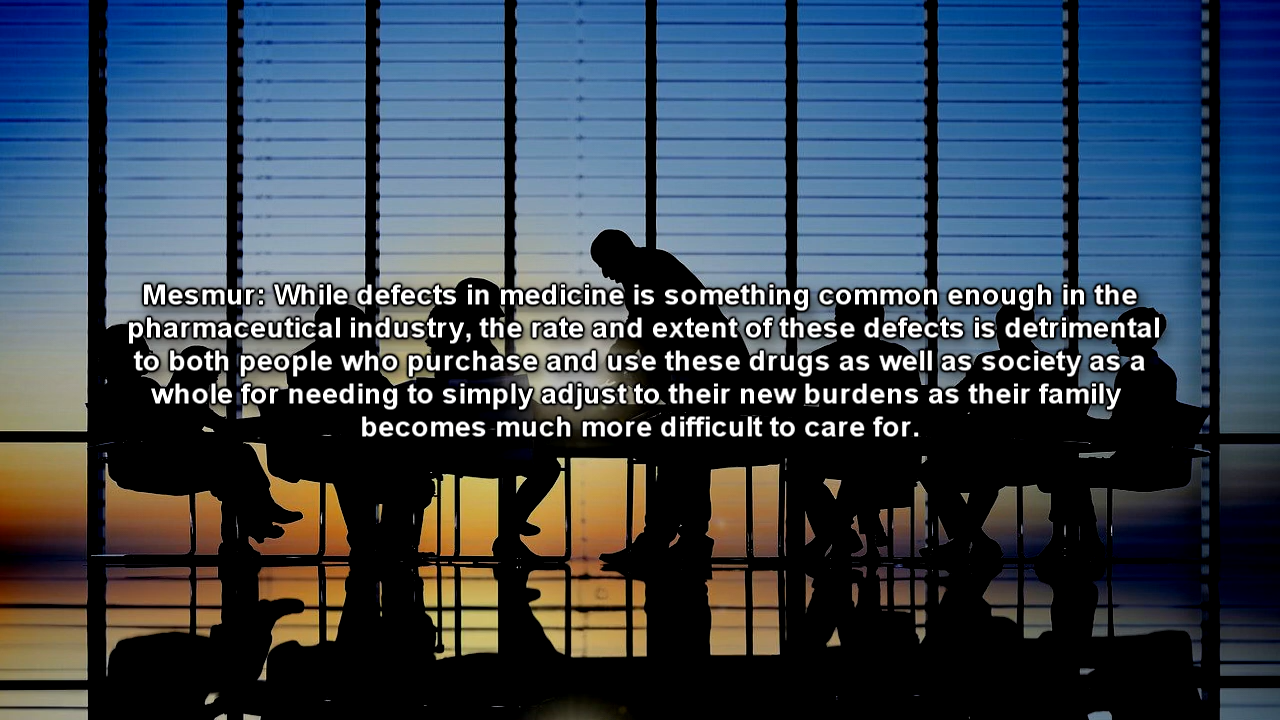 Mesmur: While defects in medicine is something common enough in the
pharmaceutical industry, the rate and extent of these defects is detrimental
to both people who purchase and use these drugs as well as society as a
whole for needing to simply adjust to their new burdens as their family
becomes much more difficult to care for.